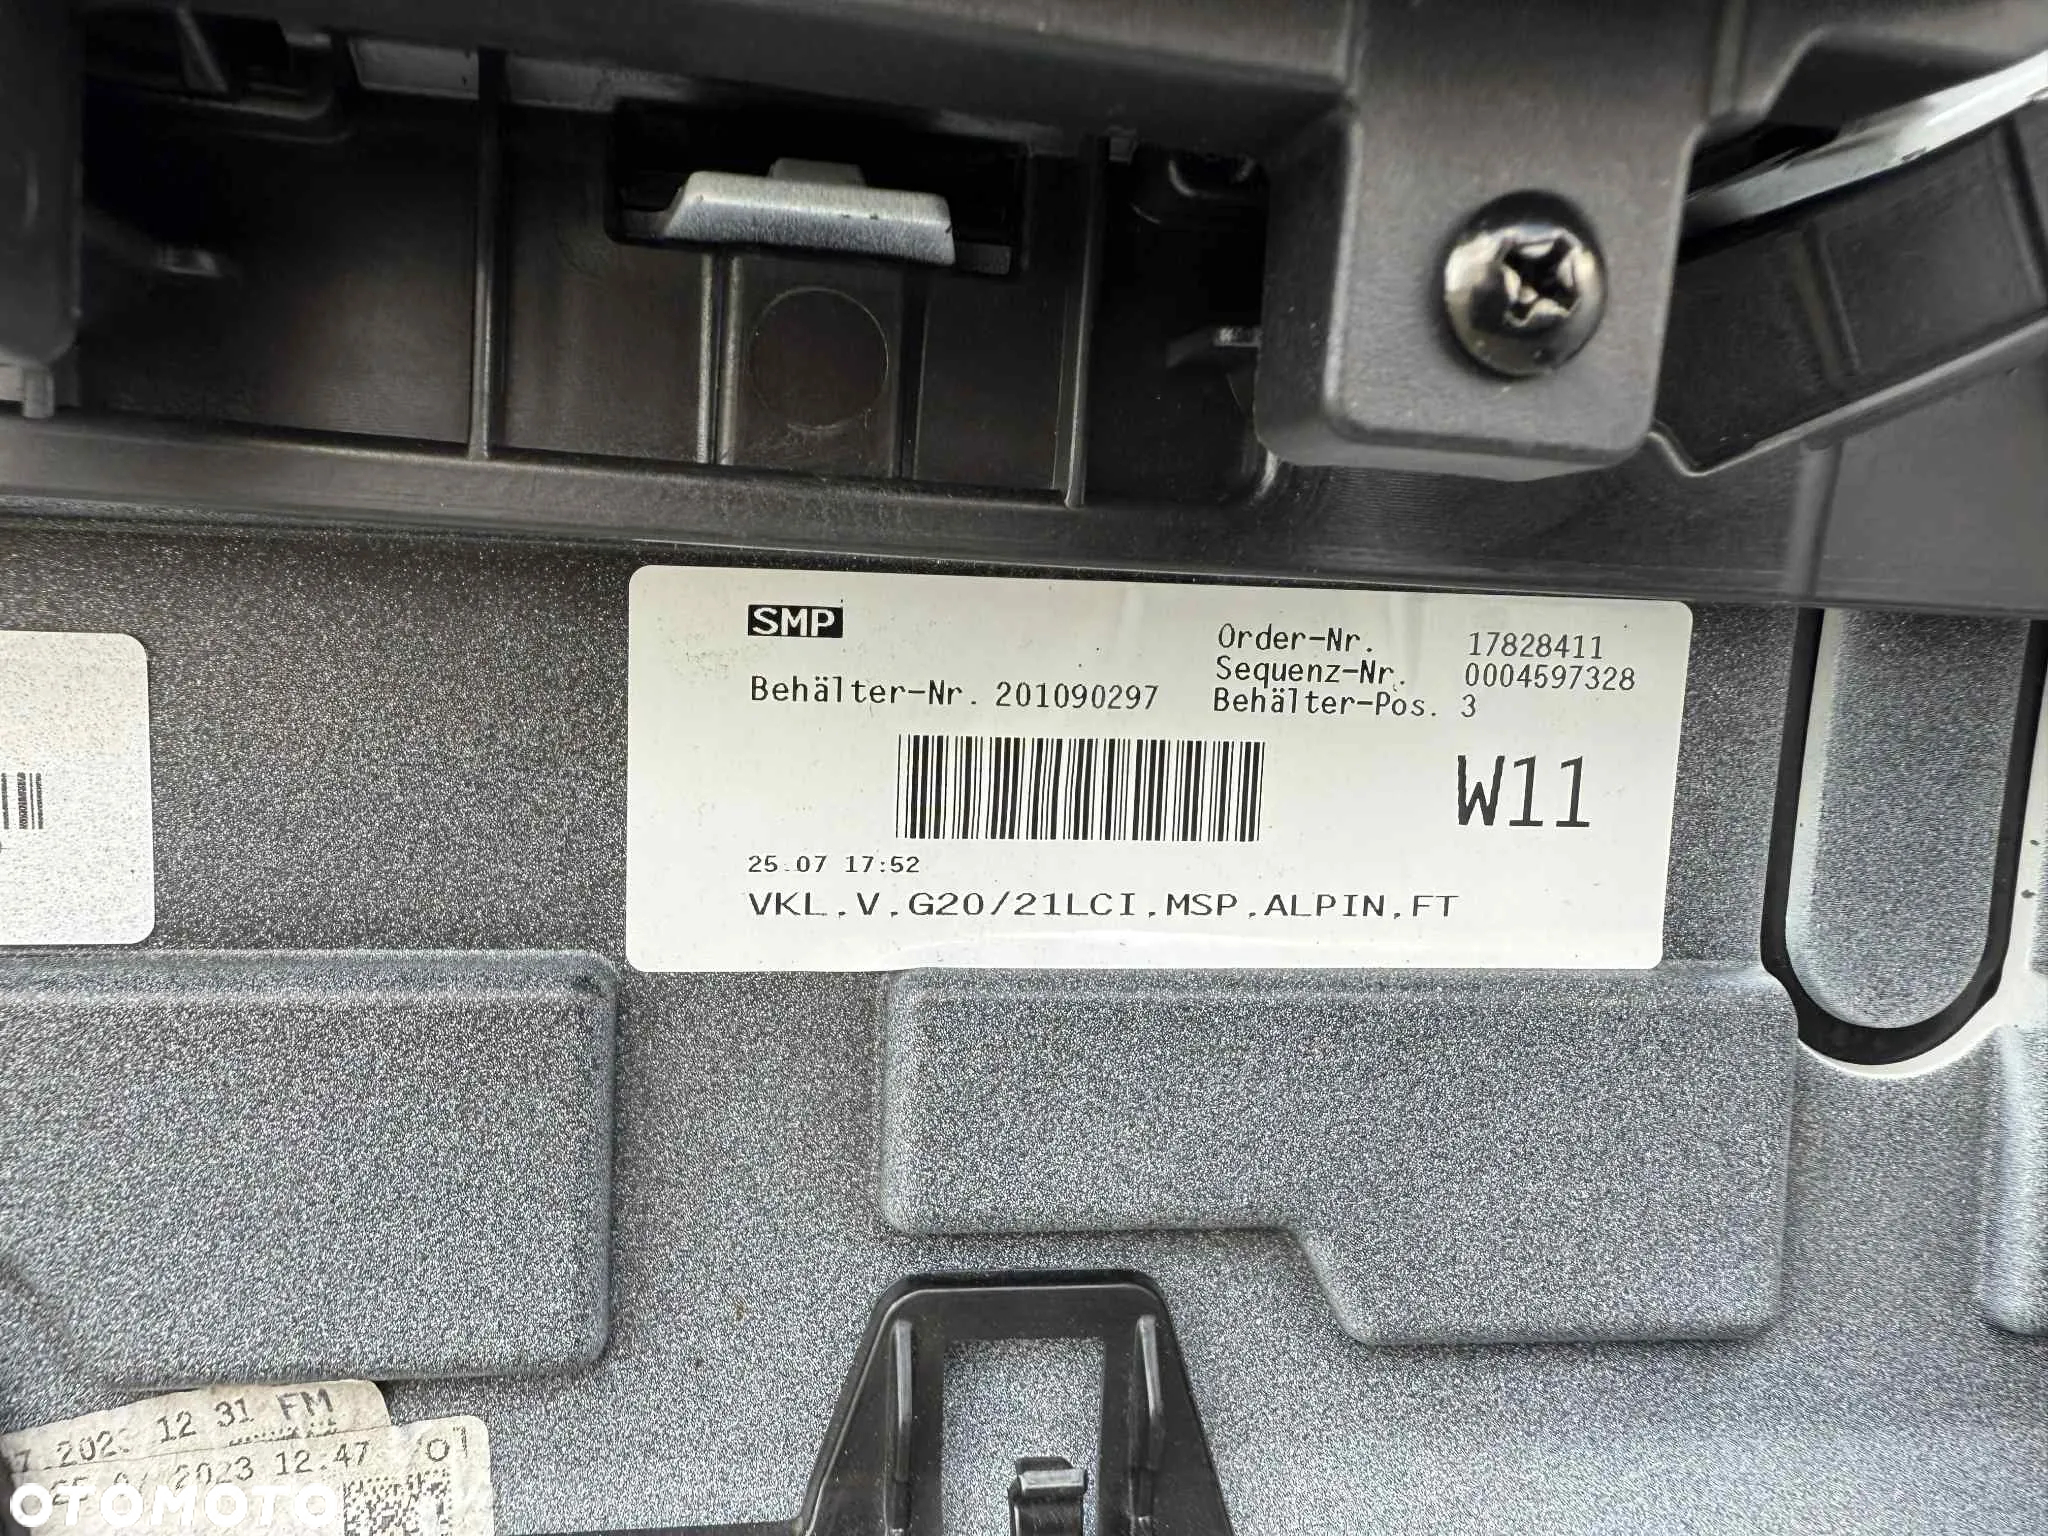 SMP
Order-Nr. 17828411
Sequenz-Nr. 0004597328
Behälter-Nr. 201090297 Behälter-Pos. 3
W11
25.07 17:52
VKL.V.G20/21LCI.MSP.ALPIN.FT
12 31 FM
2023 12:47 01
OTOMOTO